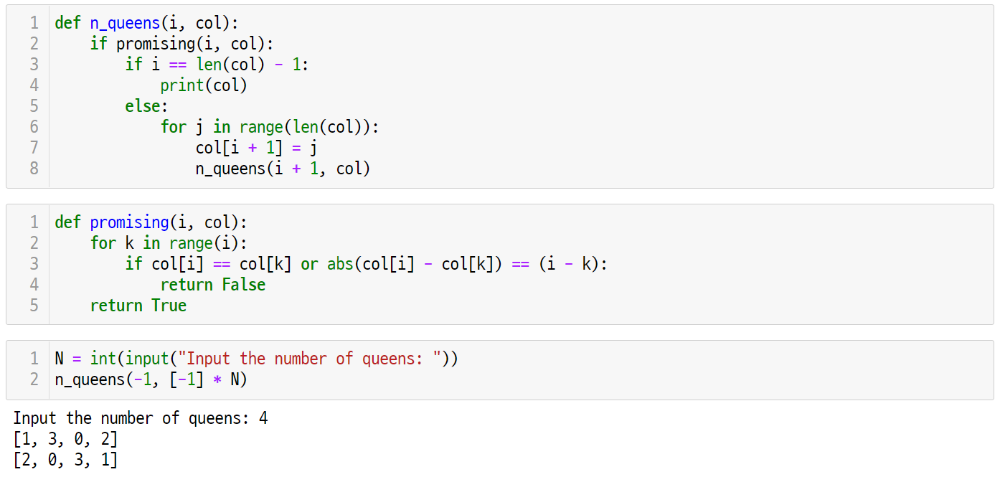 1 def n_queens(i, col):
2     if promising(i, col):
3         if i == len(col) - 1:
4             print(col)
5         else:
6             for j in range(len(col)):
7                 col[i + 1] = j
8                 n_queens(i + 1, col)
1 def promising(i, col):
2     for k in range(i):
3         if col[i] == col[k] or abs(col[i] - col[k]) == (i - k):
4             return False
5     return True
1 N = int(input("Input the number of queens: "))
2 n_queens(-1, [-1] * N)
Input the number of queens: 4
[1, 3, 0, 2]
[2, 0, 3, 1]